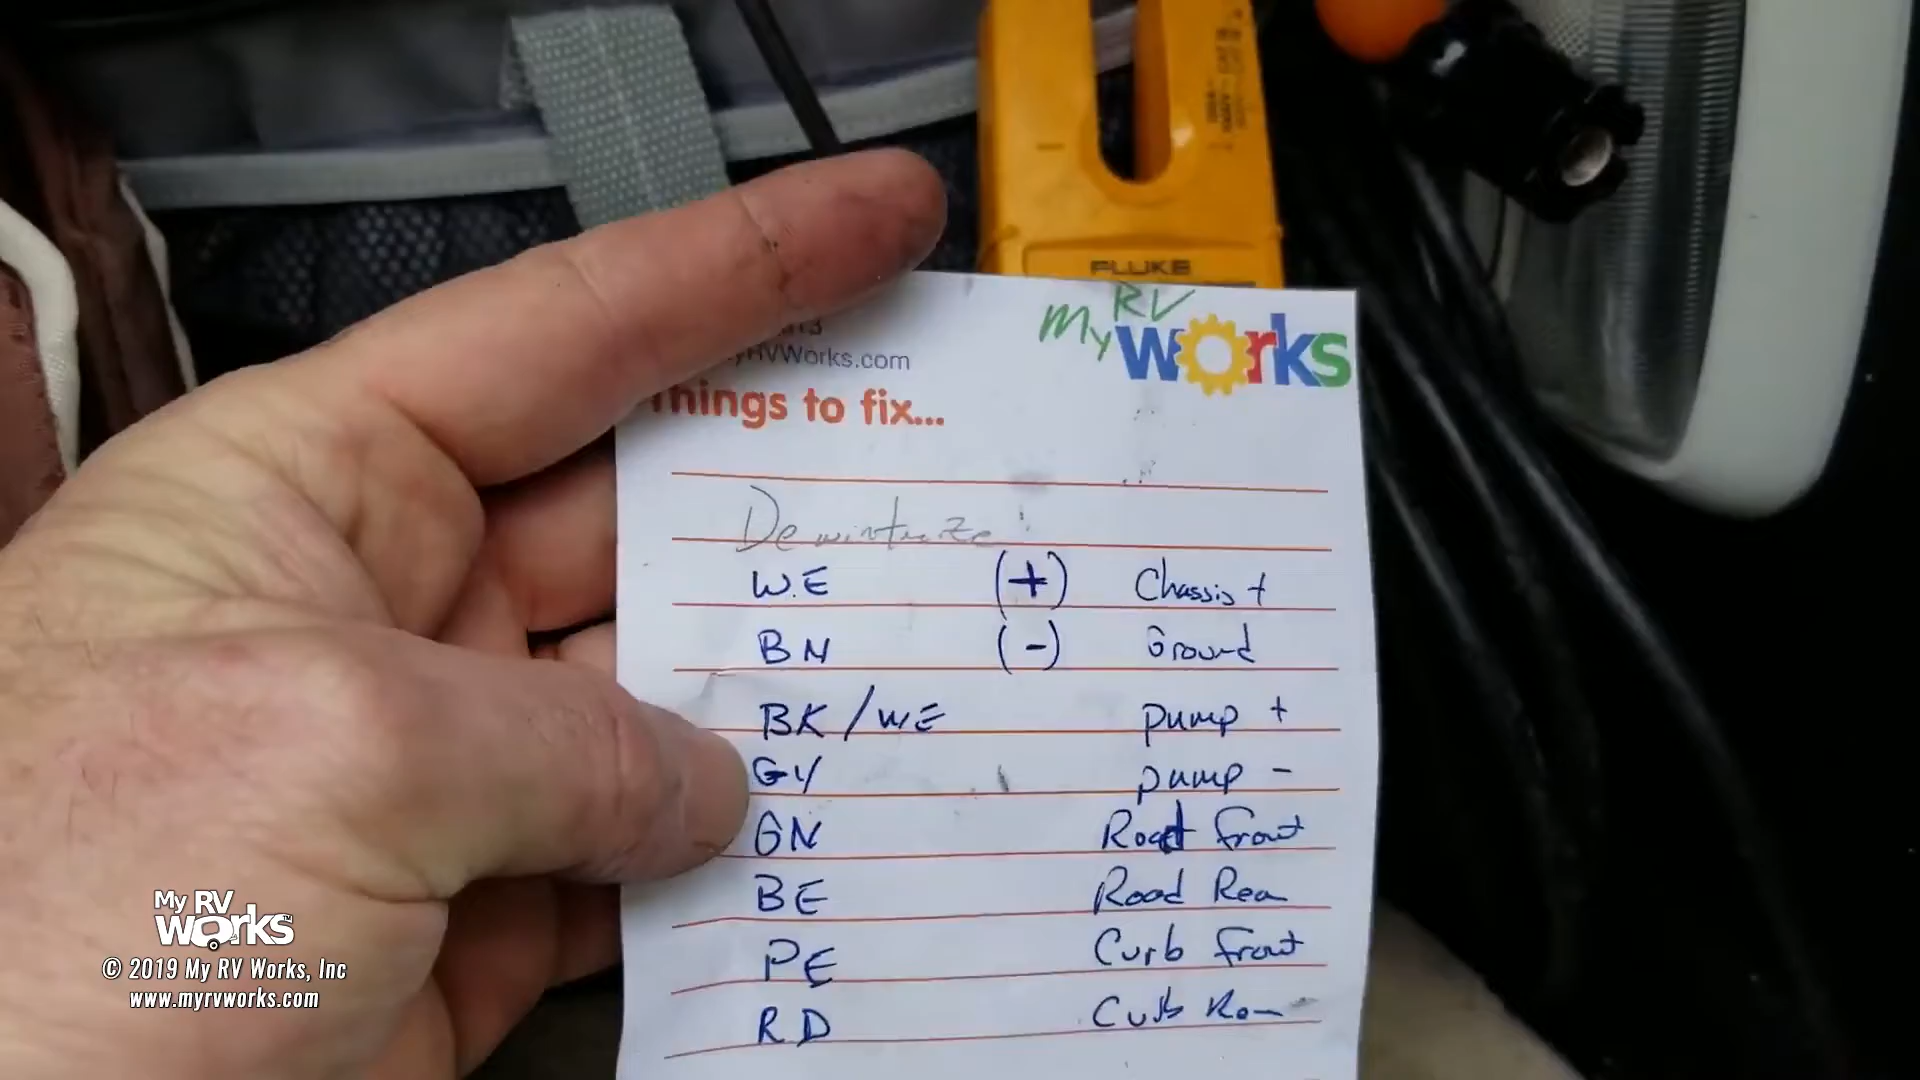 FLUKE
My RV Works
yRVWorks.com
Things to fix...
Dewinterize
W.E (+) Chassis +
BN (-) Ground
BK/WE pump +
GY pump -
GN Road front
BE Road Rear
PE Curb front
RD Curb Rear
My RV Works™
© 2019 My RV Works, Inc
www.myrvworks.com